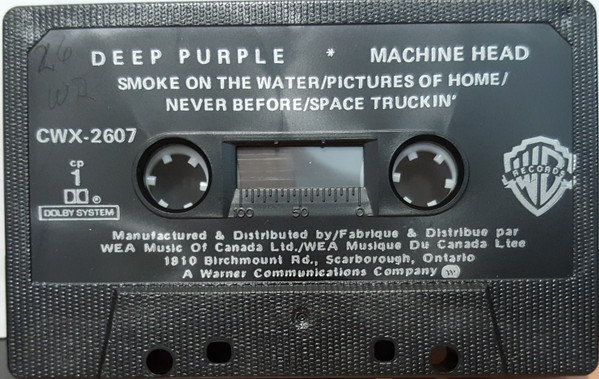 26
DEEP PURPLE * MACHINE HEAD
SMOKE ON THE WATER/PICTURES OF HOME/
NEVER BEFORE/SPACE TRUCKIN'
CWX-2607
cp
1
DOLBY SYSTEM
WB
RECORDS
100 50 0
Manufactured & Distributed by/Fabrique & Distribue par
WEA Music Of Canada Ltd./WEA Musique Du Canada Ltee
1810 Birchmount Rd., Scarborough, Ontario
A Warner Communications Company